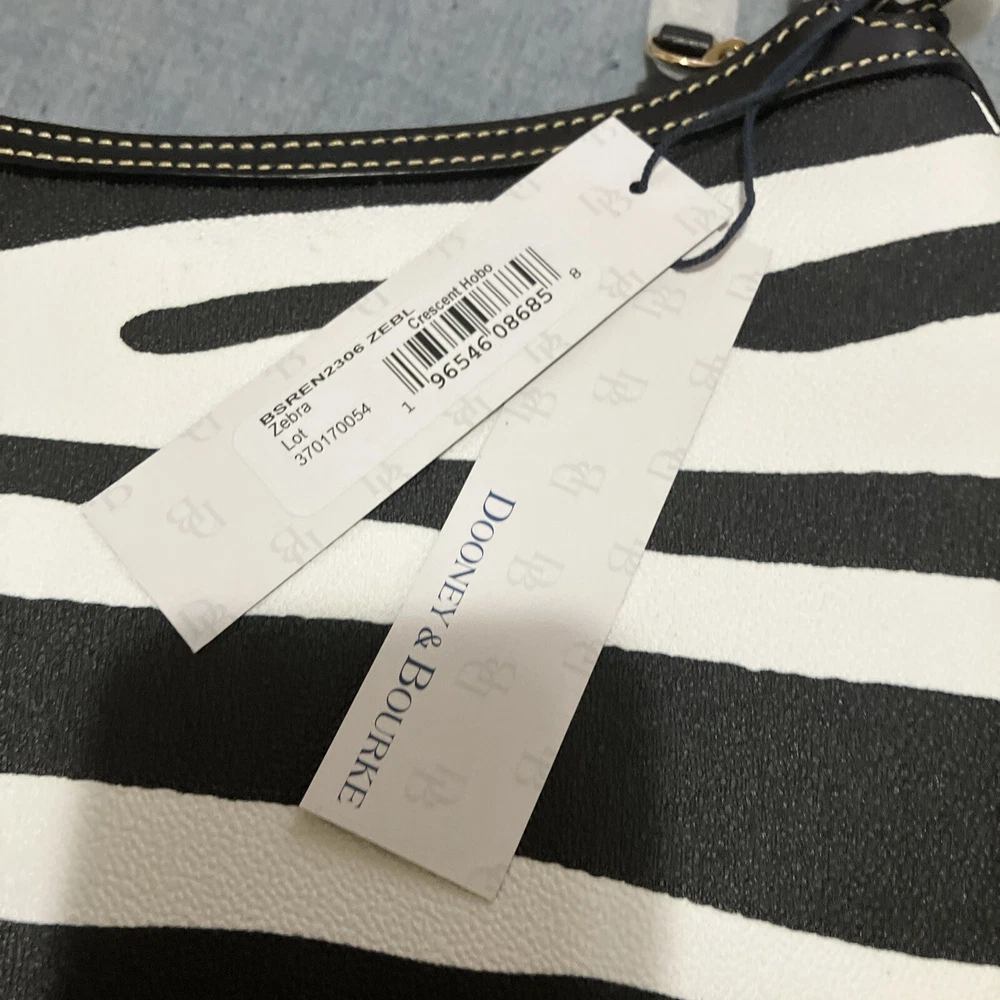 BSREN2306 ZEBL
Crescent Hobo
Zebra
Lot
370170054
1 96546 08685 8
DOONEY & BOURKE